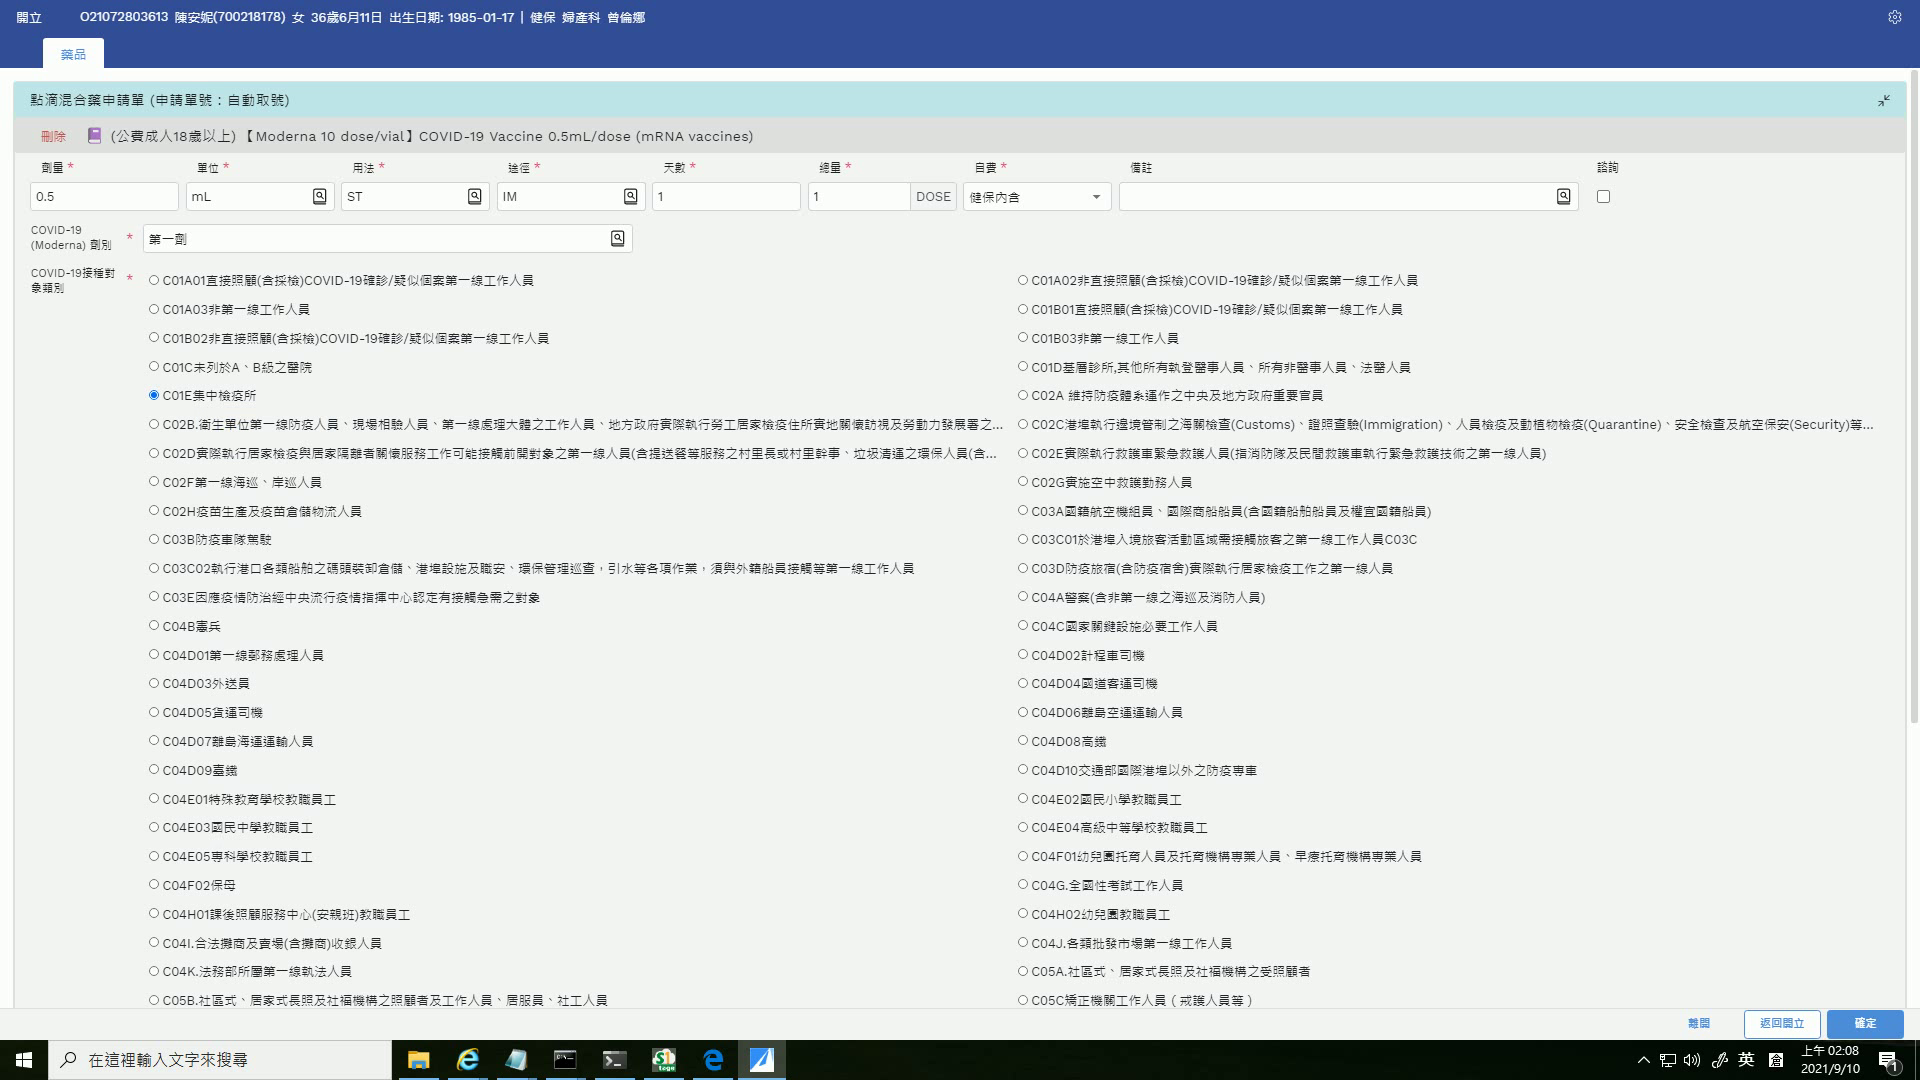 開立 O21072803613 陳安妮(700218178) 女 36歲6月11日 出生日期: 1985-01-17 | 健保 婦產科 曾倫娜
藥品
點滴混合藥申請單 (申請單號：自動取號)
刪除 (公費成人18歲以上) 【Moderna 10 dose/vial】COVID-19 Vaccine 0.5mL/dose (mRNA vaccines)
劑量 * 單位 * 用法 * 途徑 * 天數 * 總量 * 自費 * 備註 諮詢
0.5 mL ST IM 1 1 DOSE 健保內含
COVID-19 (Moderna) 劑別 * 第一劑
COVID-19接種對象類別 *
C01A01直接照顧(含採檢)COVID-19確診/疑似個案第一線工作人員 C01A02非直接照顧(含採檢)COVID-19確診/疑似個案第一線工作人員
C01A03非第一線工作人員 C01B01直接照顧(含採檢)COVID-19確診/疑似個案第一線工作人員
C01B02非直接照顧(含採檢)COVID-19確診/疑似個案第一線工作人員 C01B03非第一線工作人員
C01C未列於A、B級之醫院 C01D基層診所,其他所有執登醫事人員、所有非醫事人員、法醫人員
C01E集中檢疫所 C02A 維持防疫體系運作之中央及地方政府重要官員
C02B.衛生單位第一線防疫人員、現場相驗人員、第一線處理大體之工作人員、地方政府實際執行勞工居家檢疫住所實地關懷訪視及勞動力發展署之... C02C港埠執行邊境管制之海關檢查(Customs)、證照查驗(Immigration)、人員檢疫及動植物檢疫(Quarantine)、安全檢查及航空保安(Security)等...
C02D實際執行居家檢疫與居家隔離者關懷服務工作可能接觸前開對象之第一線人員(含提送餐等服務之村里長或村里幹事、垃圾清運之環保人員(含... C02E實際執行救護車緊急救護人員(指消防隊及民間救護車執行緊急救護技術之第一線人員)
C02F第一線海巡、岸巡人員 C02G實施空中救護勤務人員
C02H疫苗生產及疫苗倉儲物流人員 C03A國籍航空機組員、國際商船船員(含國籍船舶船員及權宜國籍船員)
C03B防疫車隊駕駛 C03C01於港埠入境旅客活動區域需接觸旅客之第一線工作人員C03C
C03C02執行港口各類船舶之碼頭裝卸倉儲、港埠設施及職安、環保管理巡查，引水等各項作業，須與外籍船員接觸等第一線工作人員 C03D防疫旅宿(含防疫宿舍)實際執行居家檢疫工作之第一線人員
C03E因應疫情防治經中央流行疫情指揮中心認定有接觸急需之對象 C04A警察(含非第一線之海巡及消防人員)
C04B憲兵 C04C國家關鍵設施必要工作人員
C04D01第一線郵務處理人員 C04D02計程車司機
C04D03外送員 C04D04國道客運司機
C04D05貨運司機 C04D06離島空運運輸人員
C04D07離島海運運輸人員 C04D08高鐵
C04D09臺鐵 C04D10交通部國際港埠以外之防疫專車
C04E01特殊教育學校教職員工 C04E02國民小學教職員工
C04E03國民中學教職員工 C04E04高級中等學校教職員工
C04E05專科學校教職員工 C04F01幼兒園托育人員及托育機構專業人員、早療托育機構專業人員
C04F02保母 C04G.全國性考試工作人員
C04H01課後照顧服務中心(安親班)教職員工 C04H02幼兒園教職員工
C04I.合法攤商及賣場(含攤商)收銀人員 C04J.各類批發市場第一線工作人員
C04K.法務部所屬第一線執法人員 C05A.社區式、居家式長照及社福機構之受照顧者
C05B.社區式、居家式長照及社福機構之照顧者及工作人員、居服員、社工人員 C05C矯正機關工作人員 ( 戒護人員等 )
離開 返回開立 確定
在這裡輸入文字來搜尋
英
上午 02:08
2021/9/10
1